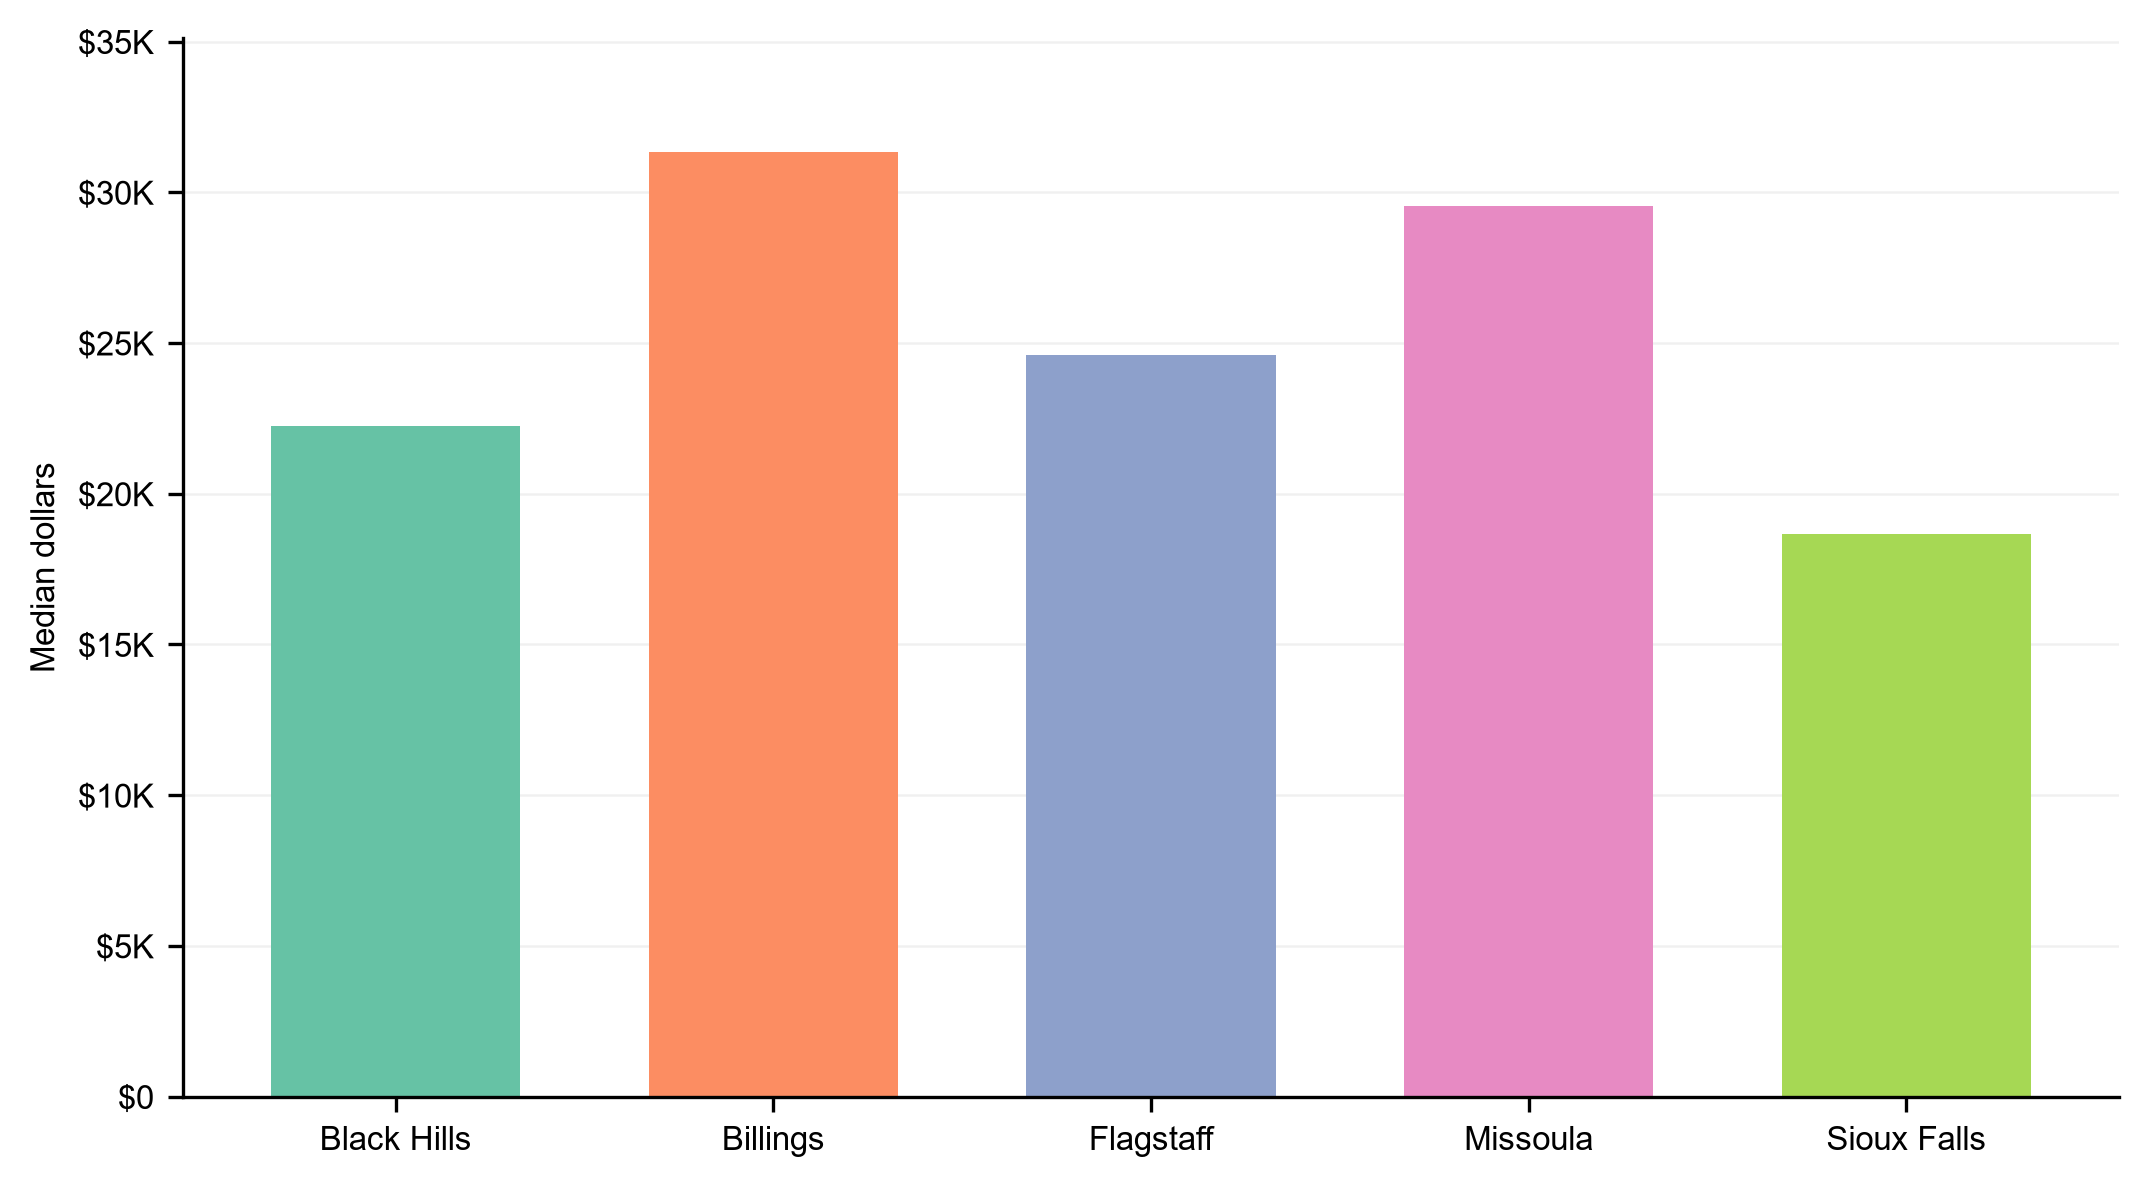 $35K
$30K
$25K
$20K
$15K
$10K
$5K
$0
Median dollars
Black Hills
Billings
Flagstaff
Missoula
Sioux Falls